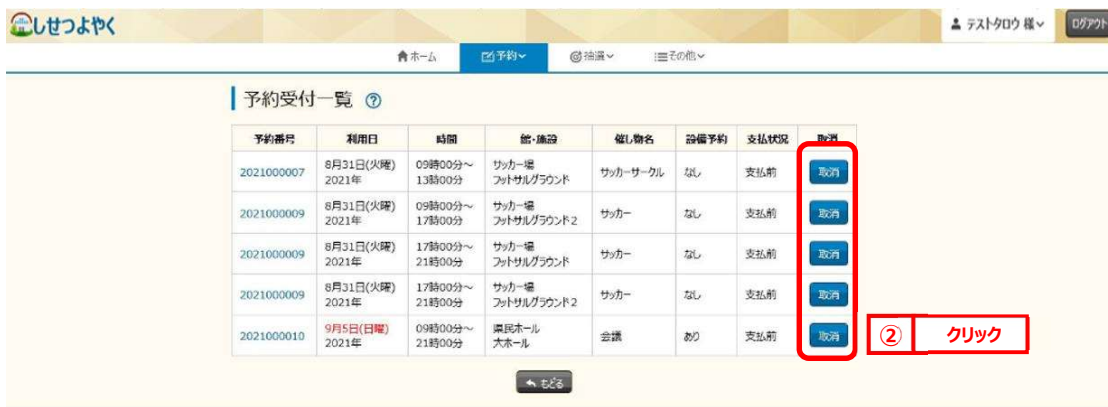 しせつよやく
テストタロウ 様
ログアウト
ホーム 予約 抽選 その他
予約受付一覧 ?
予約番号 利用日 時間 館・施設 催し物名 設備予約 支払状況 取消
2021000007 8月31日(火曜) 2021年 09時00分~ 13時00分 サッカー場 フットサルグラウンド サッカーサークル なし 支払前 取消
2021000009 8月31日(火曜) 2021年 09時00分~ 17時00分 サッカー場 フットサルグラウンド2 サッカー なし 支払前 取消
2021000009 8月31日(火曜) 2021年 17時00分~ 21時00分 サッカー場 フットサルグラウンド サッカー なし 支払前 取消
2021000009 8月31日(火曜) 2021年 17時00分~ 21時00分 サッカー場 フットサルグラウンド2 サッカー なし 支払前 取消
2021000010 9月5日(日曜) 2021年 09時00分~ 21時00分 県民ホール 大ホール 会議 あり 支払前 取消
② クリック
もどる